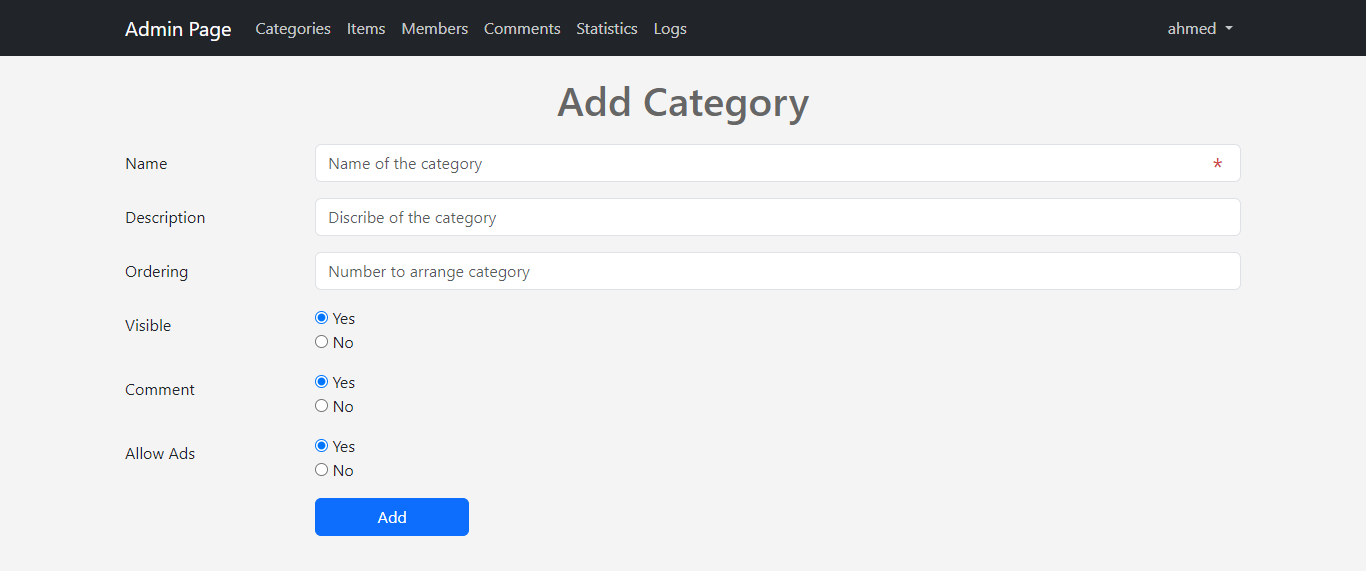 Admin Page Categories Items Members Comments Statistics Logs ahmed
Add Category
Name Name of the category *
Description Discribe of the category
Ordering Number to arrange category
Visible Yes
No
Comment Yes
No
Allow Ads Yes
No
Add